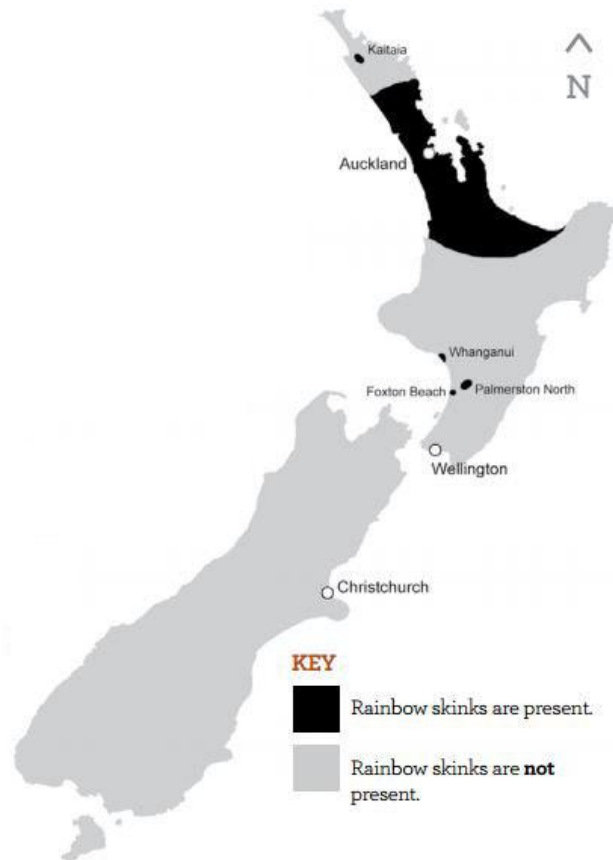 Kaitaia
N
Auckland
Whanganui
Foxton Beach
Palmerston North
Wellington
Christchurch
KEY
Rainbow skinks are present.
Rainbow skinks are not
present.